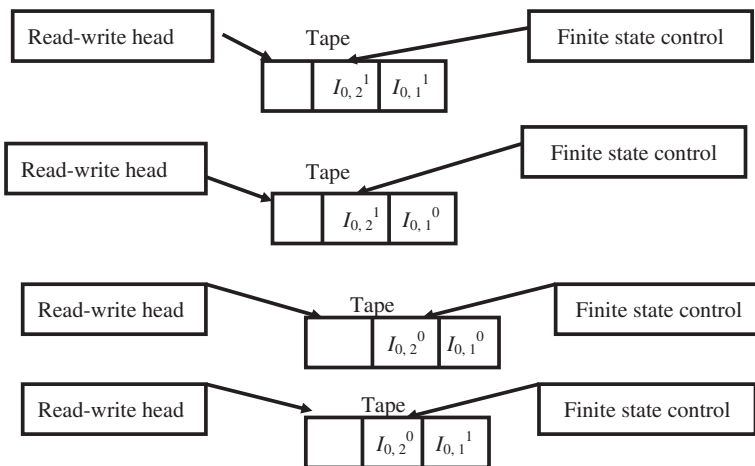 Read-write head
Tape
Finite state control
I0, 2^1 I0, 1^1
Read-write head
Tape
Finite state control
I0, 2^1 I0, 1^0
Read-write head
Tape
Finite state control
I0, 2^0 I0, 1^0
Read-write head
Tape
Finite state control
I0, 2^0 I0, 1^1